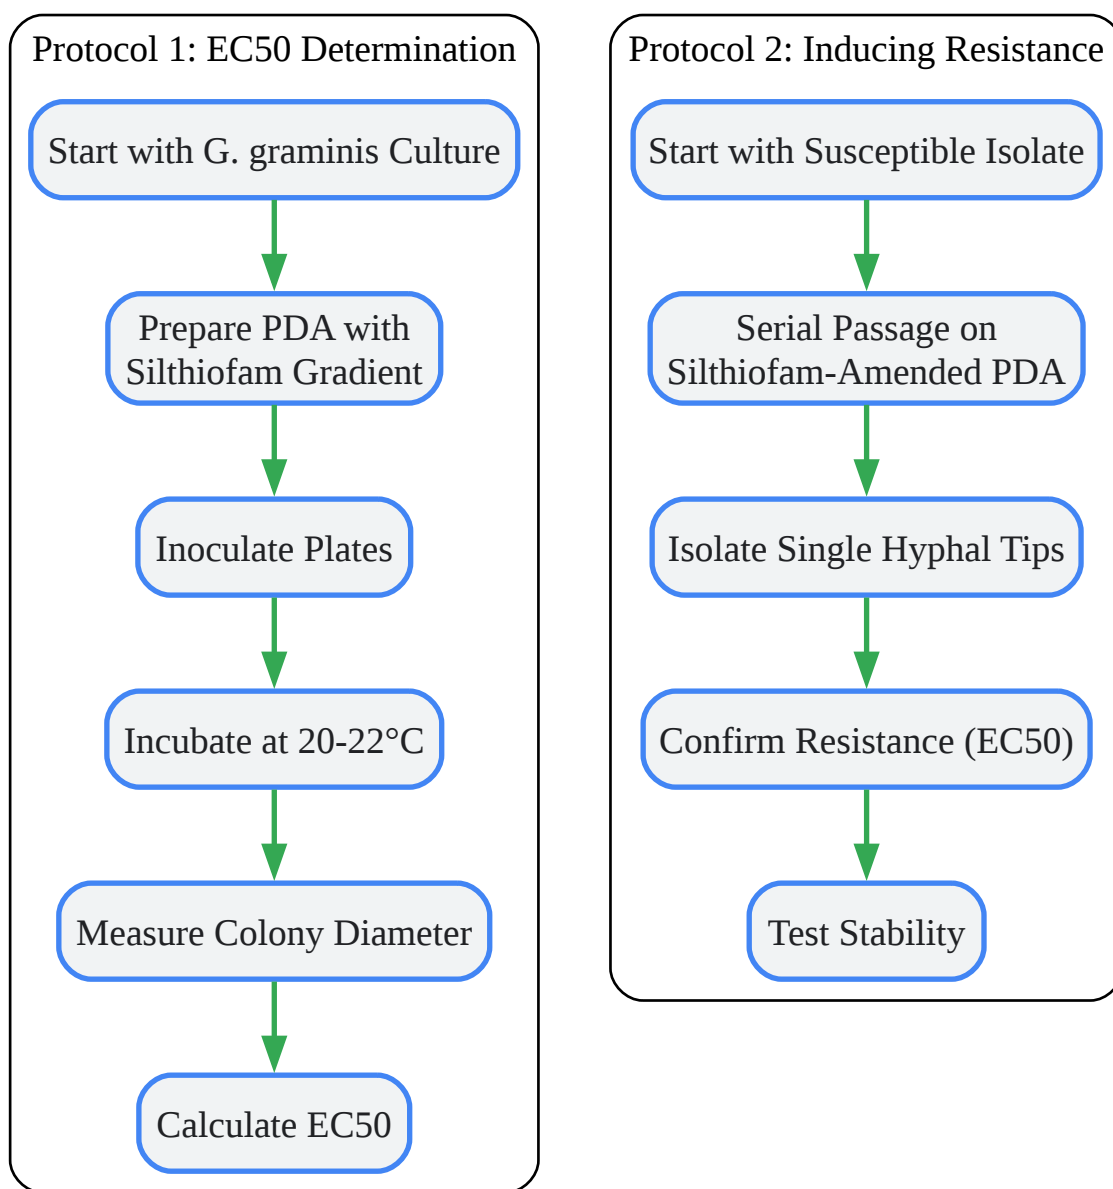 Protocol 1: EC50 Determination
Start with G. graminis Culture
Prepare PDA with
Silthiofam Gradient
Inoculate Plates
Incubate at 20-22°C
Measure Colony Diameter
Calculate EC50
Protocol 2: Inducing Resistance
Start with Susceptible Isolate
Serial Passage on
Silthiofam-Amended PDA
Isolate Single Hyphal Tips
Confirm Resistance (EC50)
Test Stability